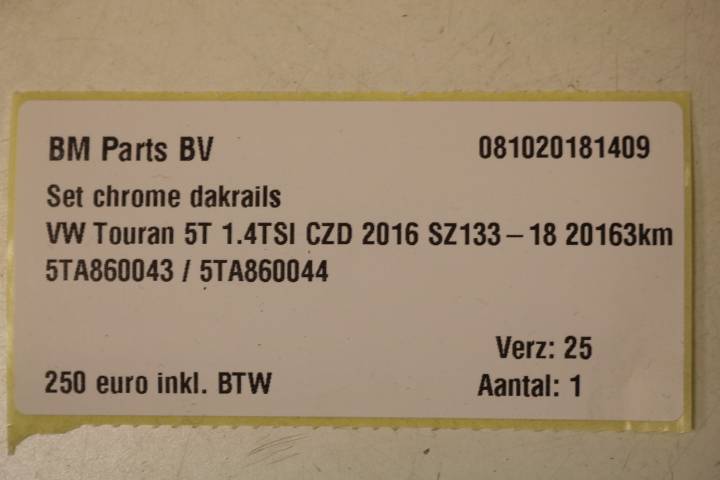 BM Parts BV 081020181409
Set chrome dakrails
VW Touran 5T 1.4TSI CZD 2016 SZ133 – 18 20163km
5TA860043 / 5TA860044
Verz: 25
250 euro inkl. BTW Aantal: 1